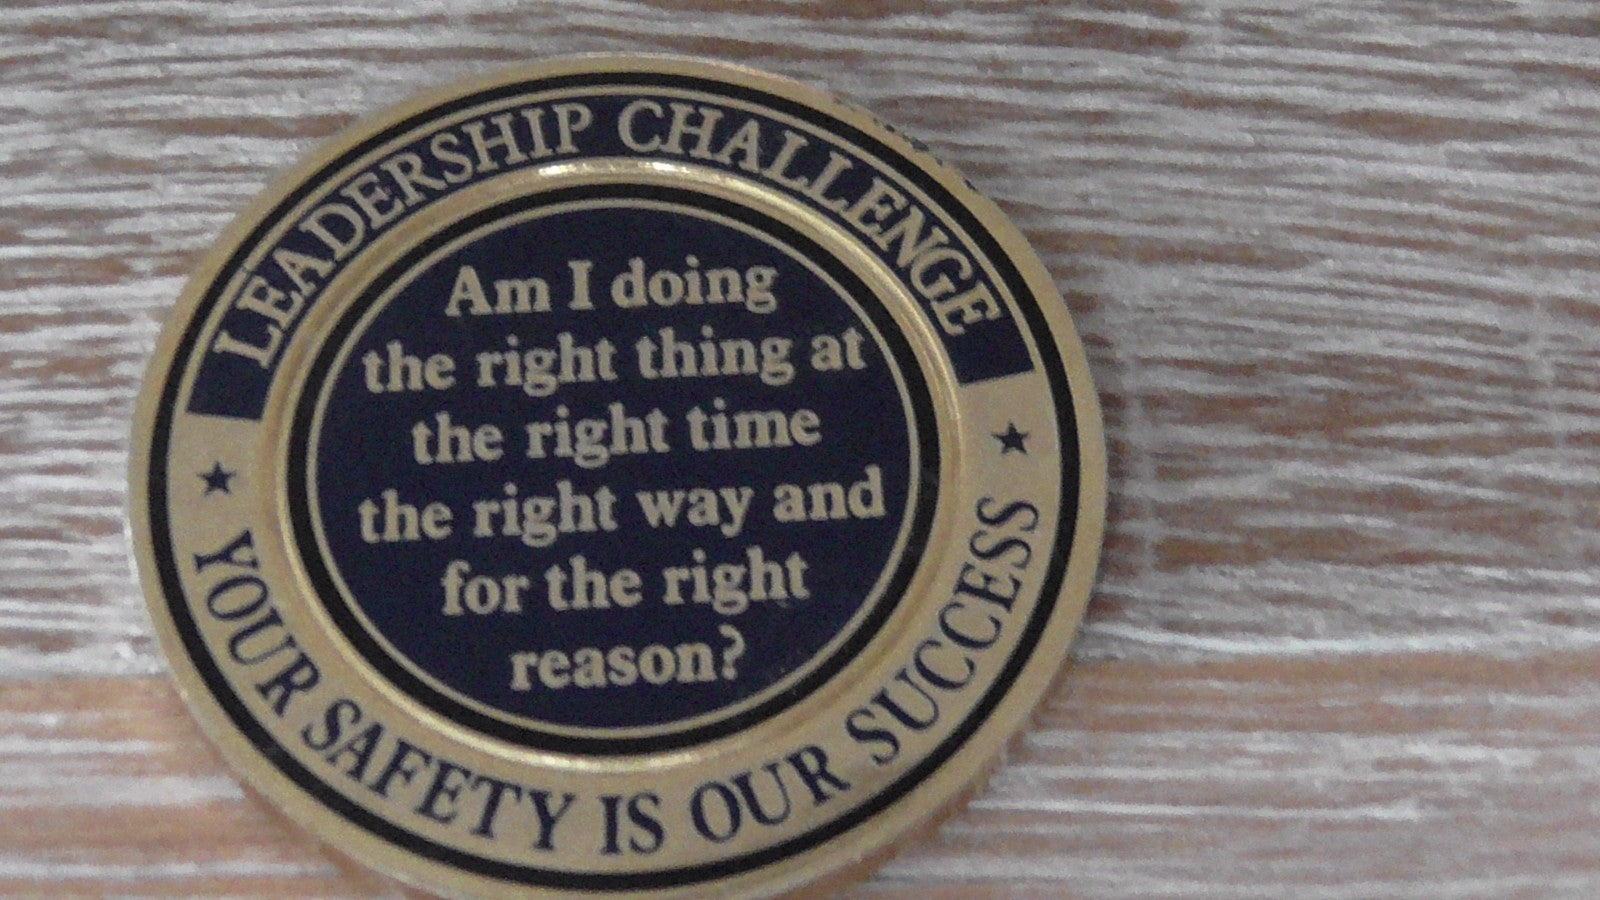 LEADERSHIP CHALLENGE
Am I doing
the right thing at
the right time
the right way and
for the right
reason?
YOUR SAFETY IS OUR SUCCESS